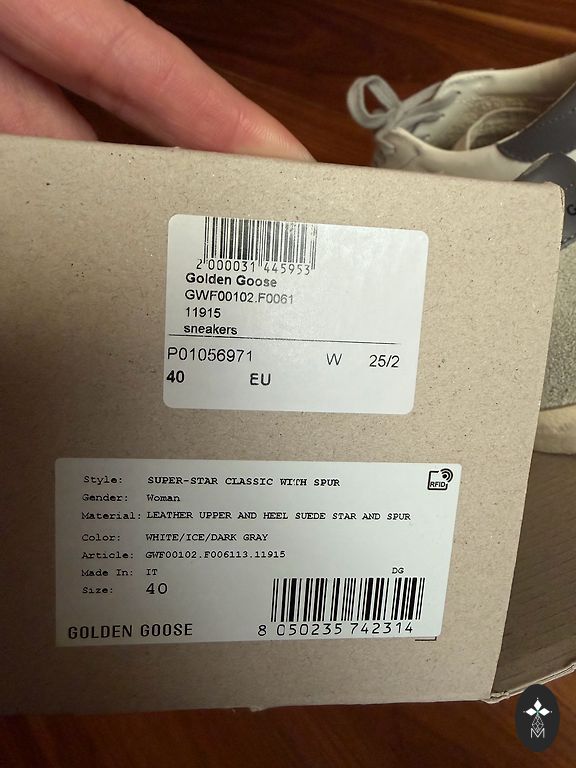 2 000031 445953
Golden Goose
GWF00102.F0061
11915
sneakers
P01056971 W 25/2
40 EU
Style: SUPER-STAR CLASSIC WITH SPUR
RFID
Gender: Woman
Material: LEATHER UPPER AND HEEL SUEDE STAR AND SPUR
Color: WHITE/ICE/DARK GRAY
Article: GWF00102.F006113.11915
Made In: IT
DG
Size: 40
GOLDEN GOOSE
8 050235 742314
M